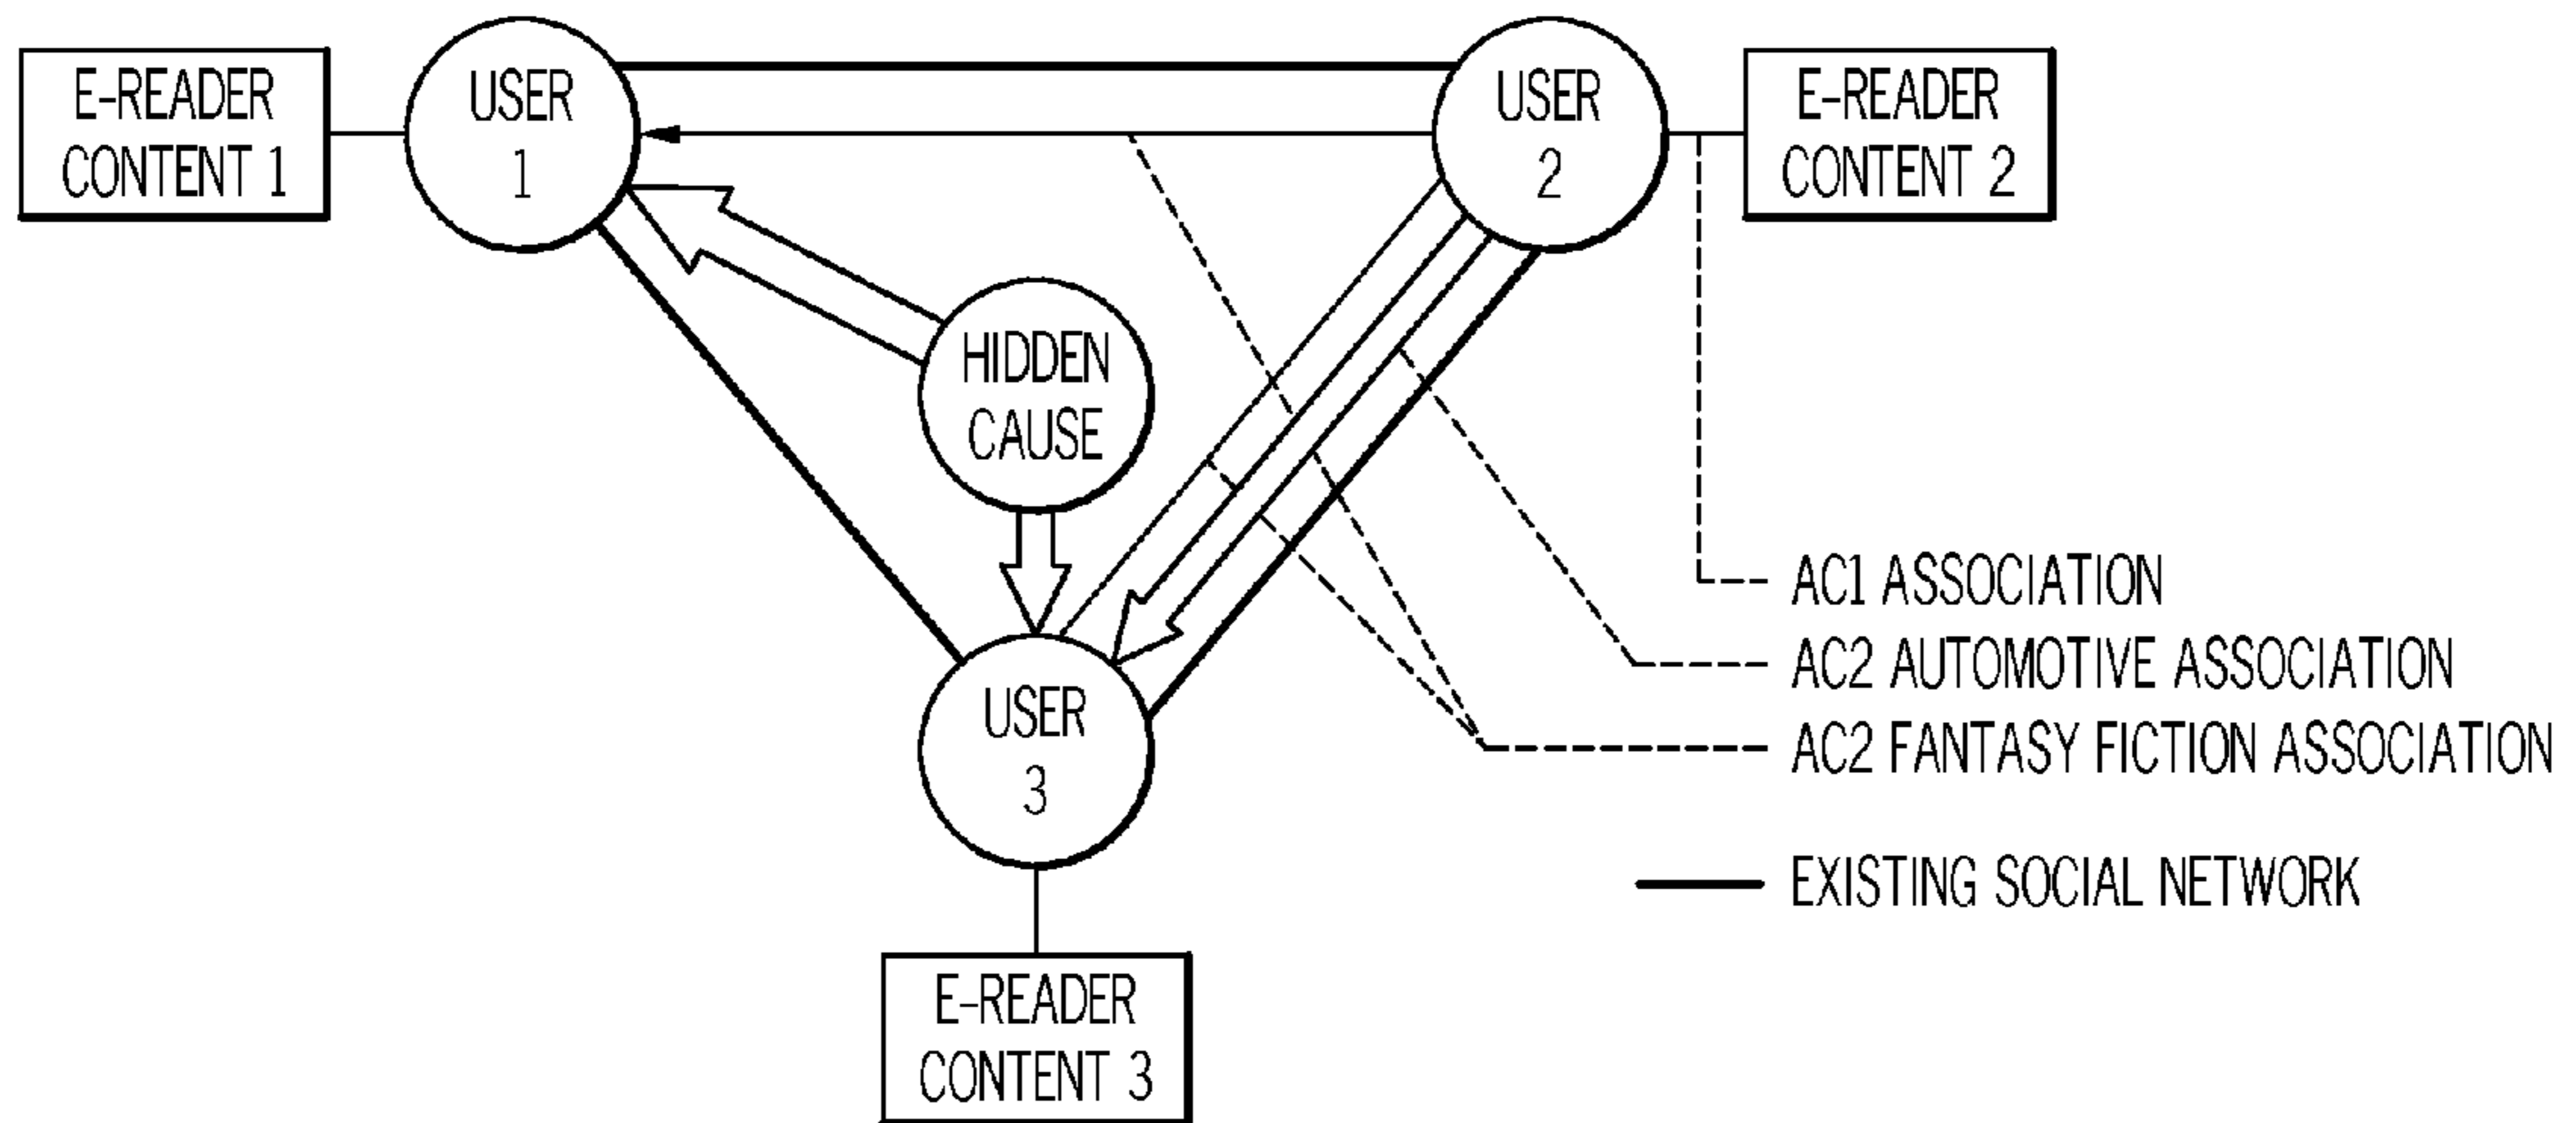 E-READER
CONTENT 1
USER
1
USER
2
E-READER
CONTENT 2
HIDDEN
CAUSE
USER
3
E-READER
CONTENT 3
AC1 ASSOCIATION
AC2 AUTOMOTIVE ASSOCIATION
AC2 FANTASY FICTION ASSOCIATION
EXISTING SOCIAL NETWORK